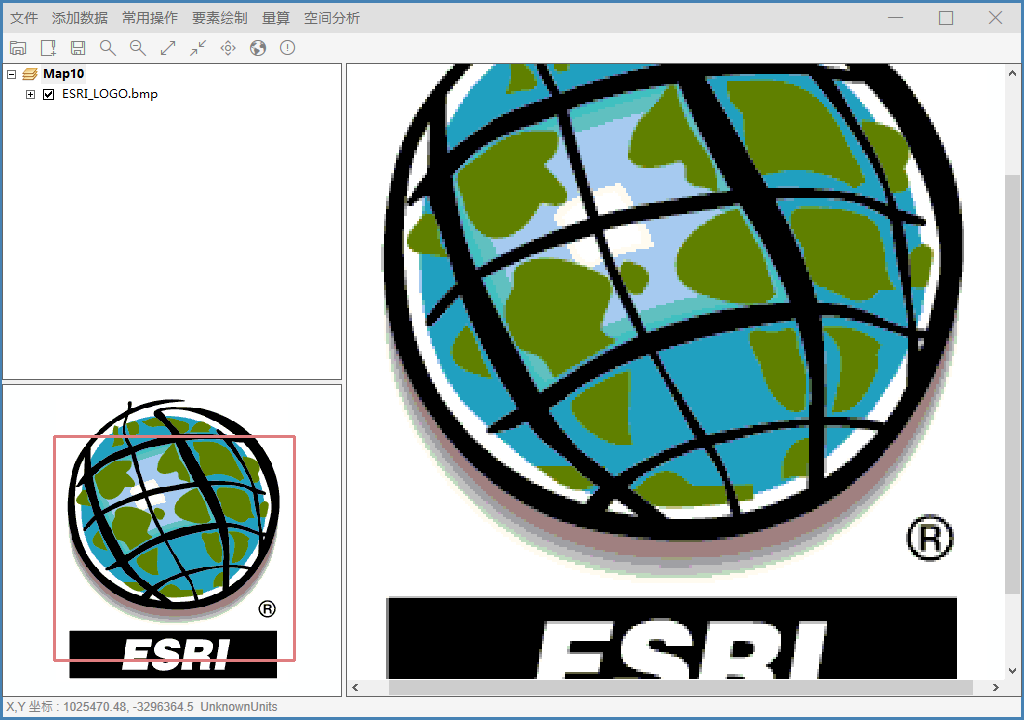 文件 添加数据 常用操作 要素绘制 量算 空间分析
Map10
ESRI_LOGO.bmp
®
ESRI
®
ESRI
X,Y 坐标 : 1025470.48, -3296364.5 UnknownUnits